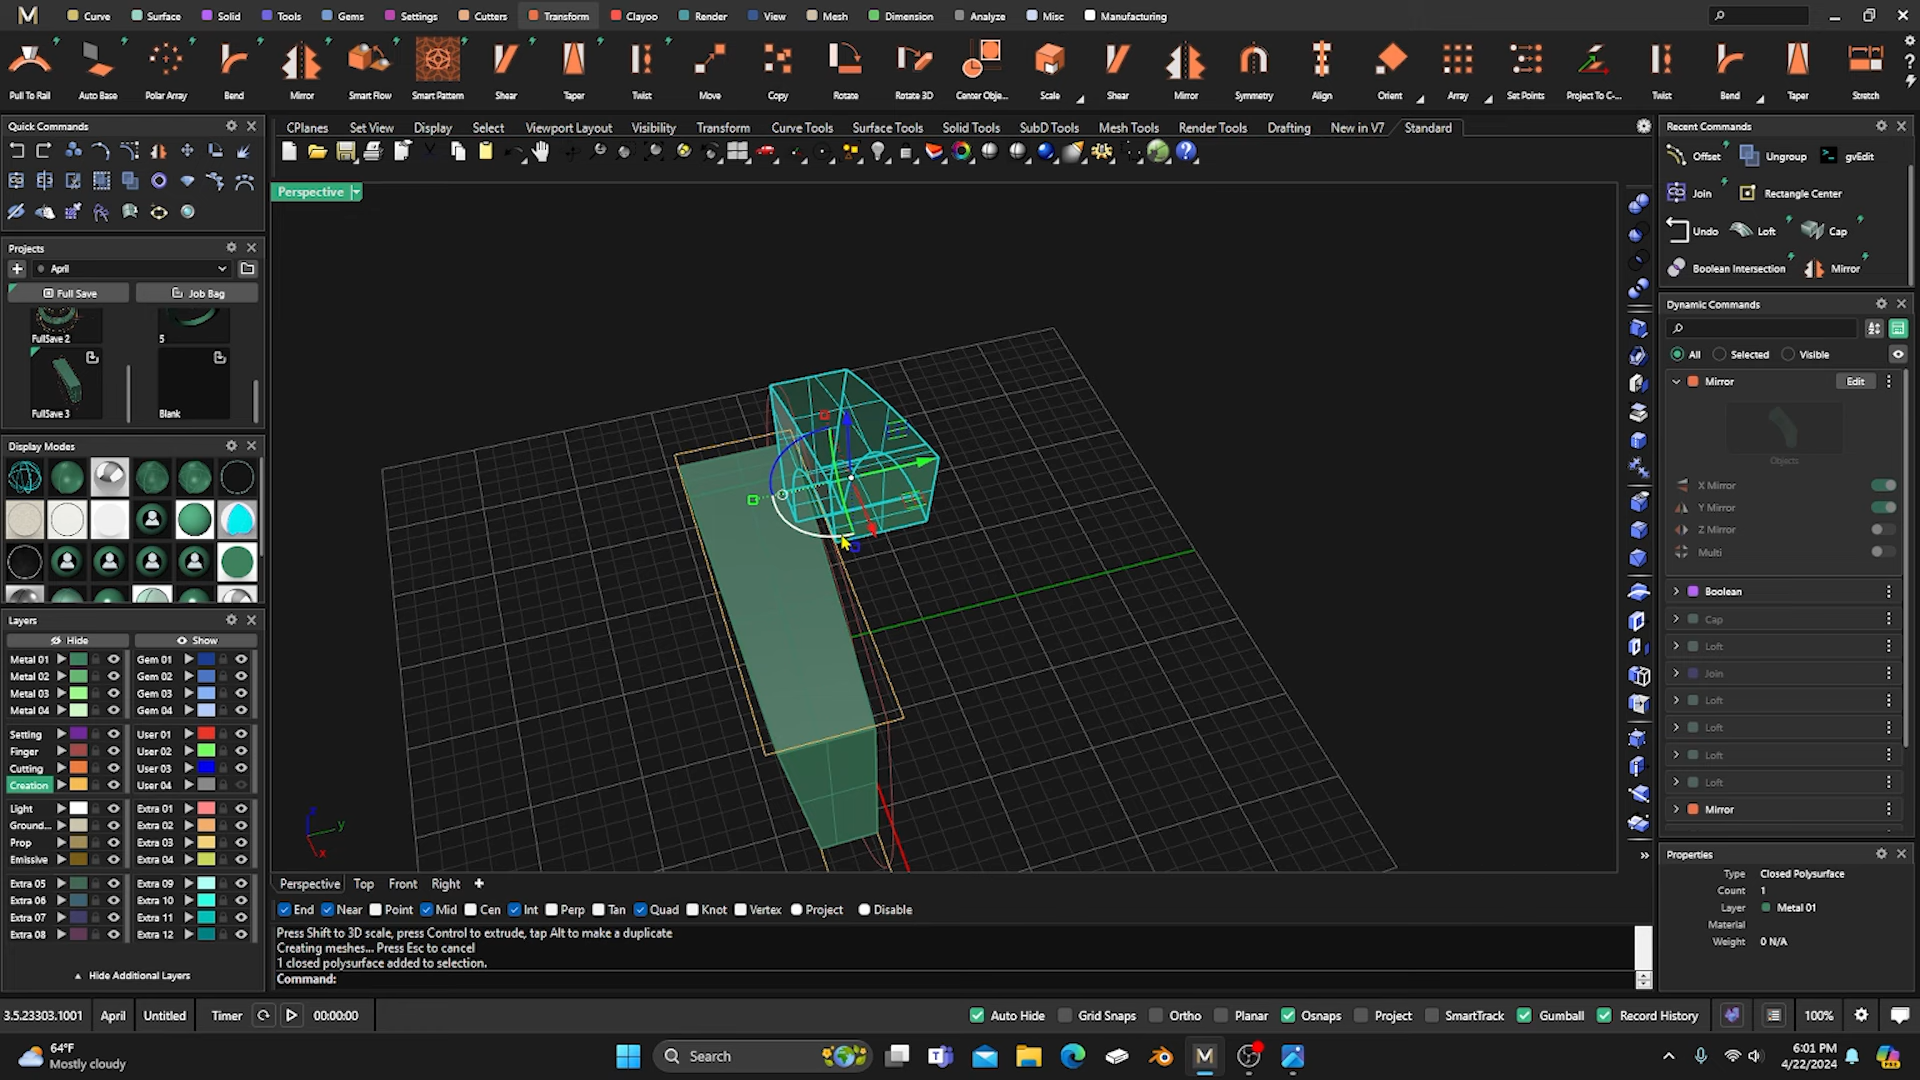 Curve Surface Solid Tools Gems Settings Cutters Transform Clayoo Render View Mesh Dimension Analyze Misc Manufacturing
Pull To Rail Auto Base Polar Array Bend Mirror Smart Flow Smart Pattern Shear Taper Twist Move Copy Rotate Rotate 3D Center Obje... Scale Shear Mirror Symmetry Align Orient Array Set Points Project To C-... Twist Bend Taper Stretch
Quick Commands
CPlanes Set View Display Select Viewport Layout Visibility Transform Curve Tools Surface Tools Solid Tools SubD Tools Mesh Tools Render Tools Drafting New in V7 Standard
Perspective
Projects
April
Full Save Job Bag
FullSave 2 5
FullSave 3 Blank
Display Modes
Layers
Hide Show
Metal 01 Gem 01
Metal 02 Gem 02
Metal 03 Gem 03
Metal 04 Gem 04
Setting User 01
Finger User 02
Cutting User 03
Creation User 04
Light Extra 01
Ground... Extra 02
Prop Extra 03
Emissive Extra 04
Extra 05 Extra 09
Extra 06 Extra 10
Extra 07 Extra 11
Extra 08 Extra 12
Hide Additional Layers
z
y
x
Perspective Top Front Right
End Near Point Mid Cen Int Perp Tan Quad Knot Vertex Project Disable
Press Shift to 3D scale, press Control to extrude, tap Alt to make a duplicate
Creating meshes... Press Esc to cancel
1 closed polysurface added to selection.
Command:
Recent Commands
Offset Ungroup gvEdit
Join Rectangle Center
Undo Loft Cap
Boolean Intersection Mirror
Dynamic Commands
All Selected Visible
Mirror Edit
Objects
X Mirror
Y Mirror
Z Mirror
Multi
Boolean
Cap
Loft
Join
Loft
Loft
Loft
Loft
Mirror
Properties
Type Closed Polysurface
Count 1
Layer Metal 01
Material
Weight 0 N/A
3.5.23303.1001 April Untitled Timer 00:00:00 Auto Hide Grid Snaps Ortho Planar Osnaps Project SmartTrack Gumball Record History 100%
64°F
Mostly cloudy
Search
6:01 PM
4/22/2024